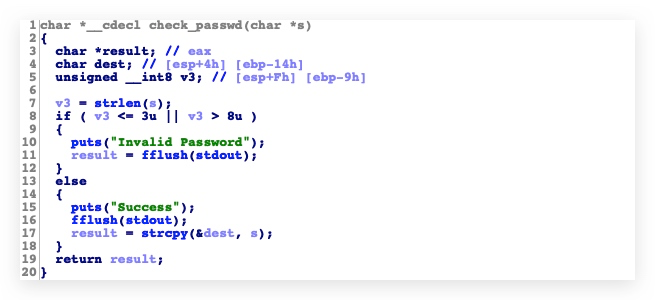 1 char *__cdecl check_passwd(char *s)
2 {
3   char *result; // eax
4   char dest; // [esp+4h] [ebp-14h]
5   unsigned __int8 v3; // [esp+Fh] [ebp-9h]
6
7   v3 = strlen(s);
8   if ( v3 <= 3u || v3 > 8u )
9   {
10     puts("Invalid Password");
11     result = fflush(stdout);
12   }
13   else
14   {
15     puts("Success");
16     fflush(stdout);
17     result = strcpy(&dest, s);
18   }
19   return result;
20 }